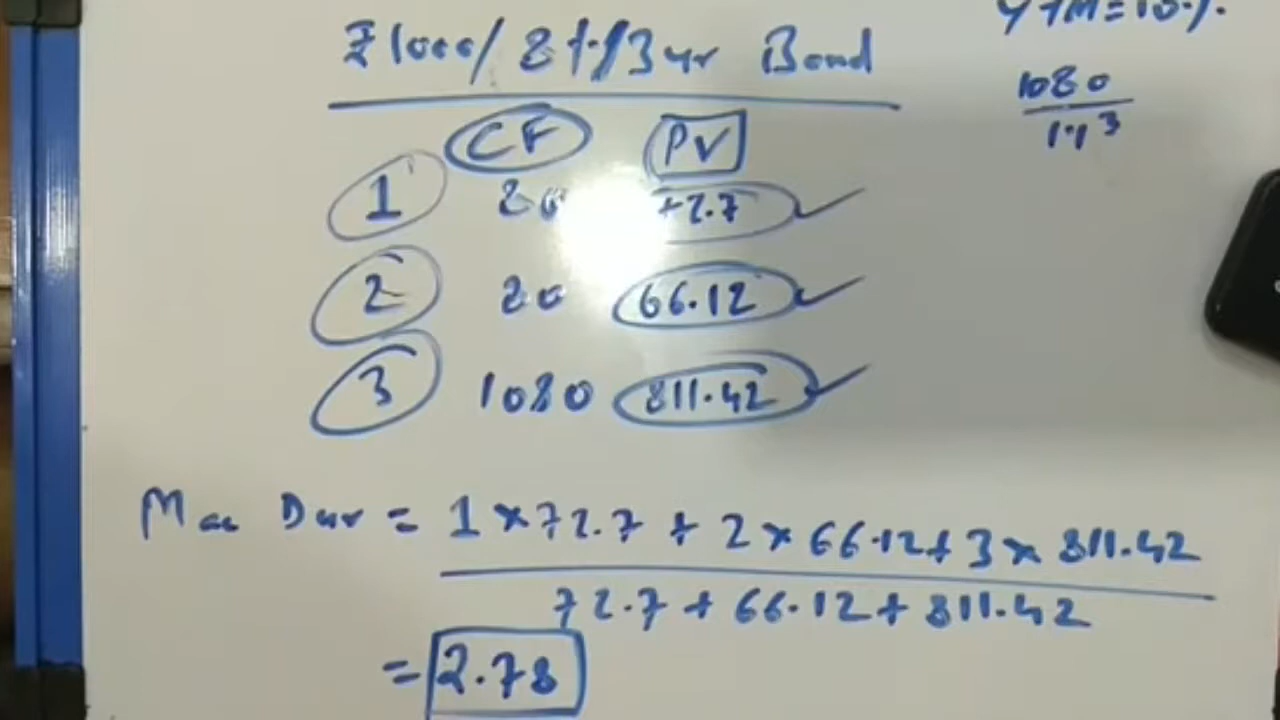 ₹1000/ 8%/3yr Bond
YTM=10%.
1080
1.1³
CF PV
1 80 72.7
2 80 66.12
3 1080 811.42
Mac Dur = 1×72.7 + 2×66.12+3×811.42
72.7+66.12+811.42
= 2.78